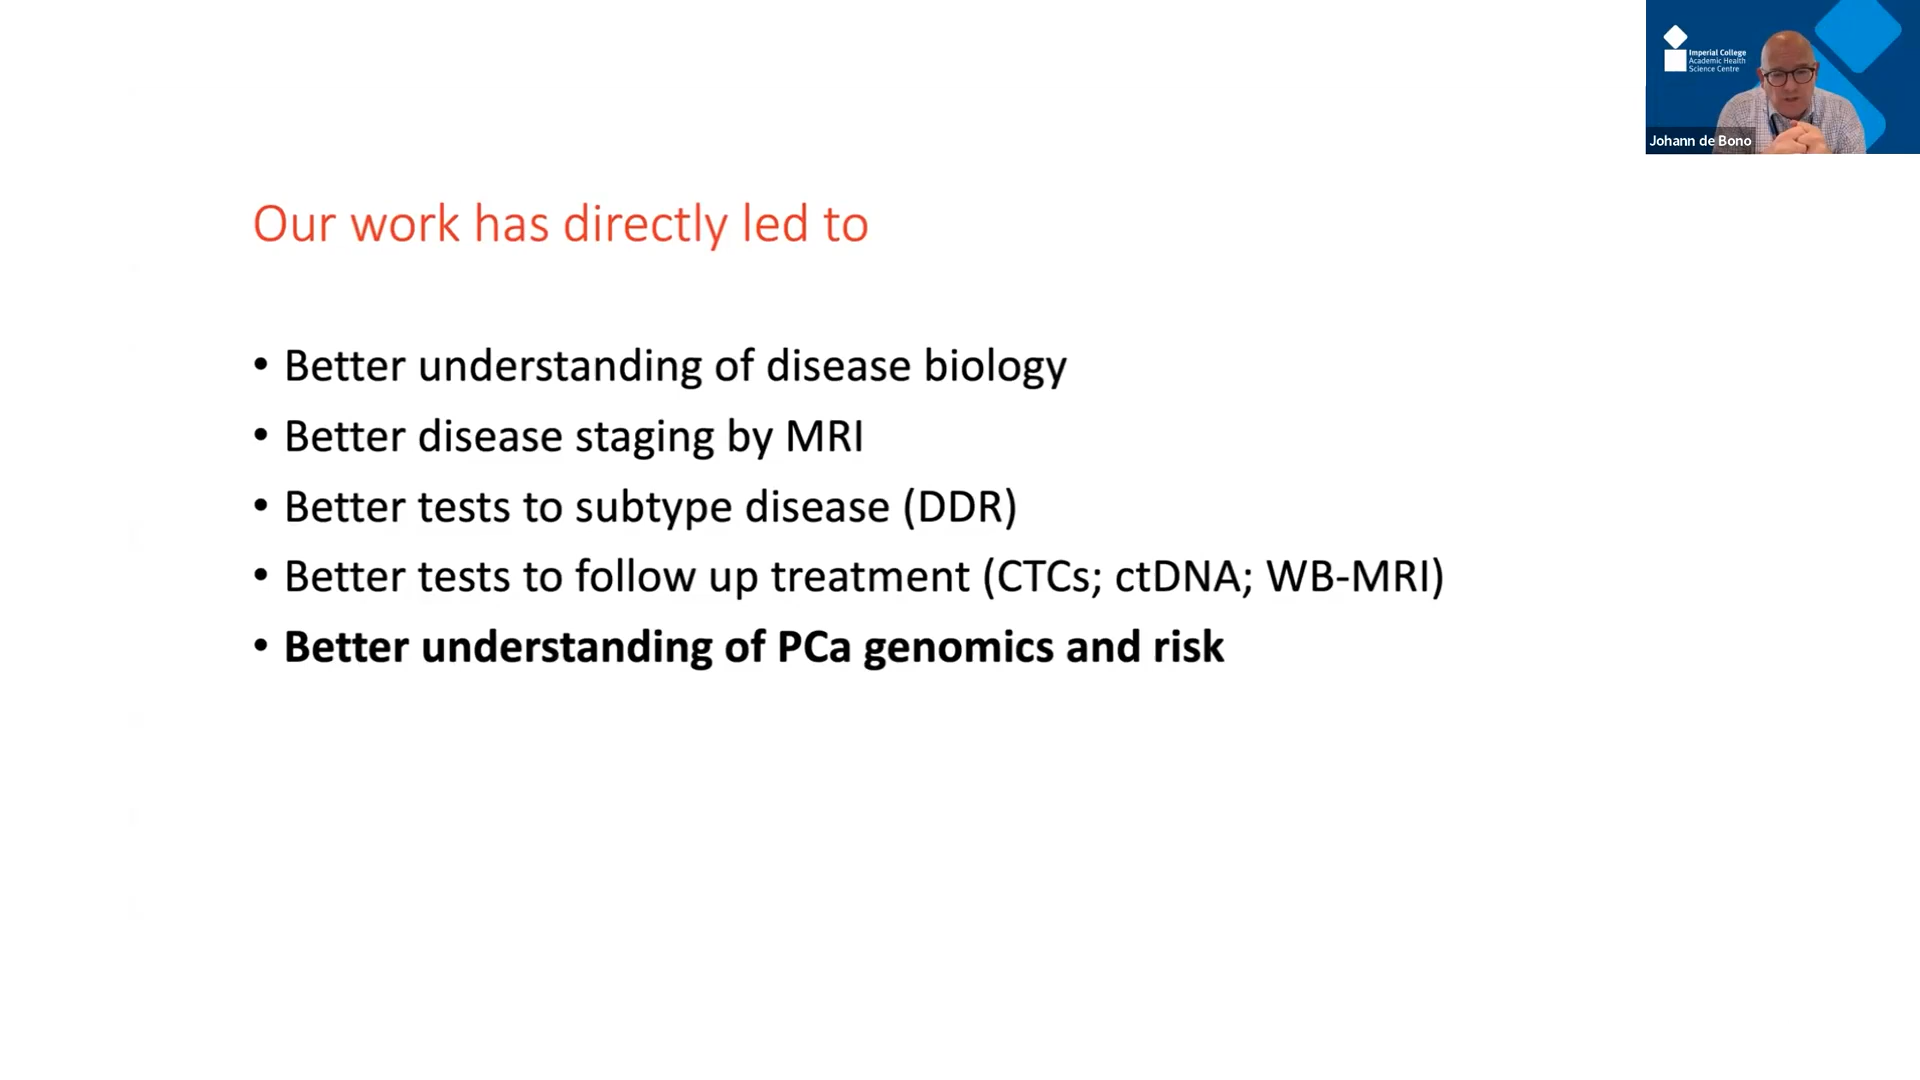 Imperial College
Academic Health
Science Centre
Johann de Bono
Our work has directly led to
• Better understanding of disease biology
• Better disease staging by MRI
• Better tests to subtype disease (DDR)
• Better tests to follow up treatment (CTCs; ctDNA; WB-MRI)
• Better understanding of PCa genomics and risk